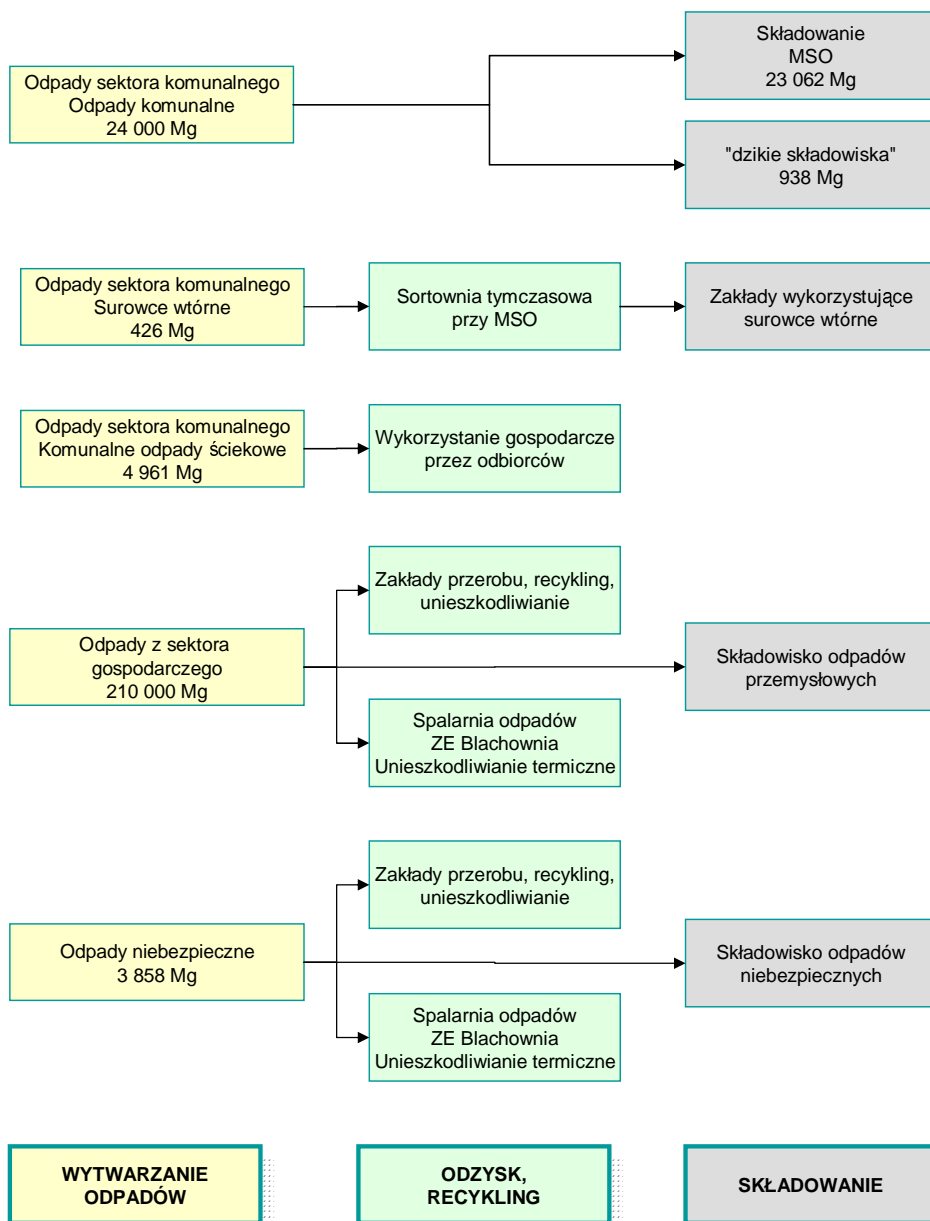 Odpady sektora komunalnego
Odpady komunalne
24 000 Mg
Składowanie
MSO
23 062 Mg
"dzikie składowiska"
938 Mg
Odpady sektora komunalnego
Surowce wtórne
426 Mg
Sortownia tymczasowa
przy MSO
Zakłady wykorzystujące
surowce wtórne
Odpady sektora komunalnego
Komunalne odpady ściekowe
4 961 Mg
Wykorzystanie gospodarcze
przez odbiorców
Odpady z sektora
gospodarczego
210 000 Mg
Zakłady przerobu, recykling,
unieszkodliwianie
Spalarnia odpadów
ZE Blachownia
Unieszkodliwianie termiczne
Składowisko odpadów
przemysłowych
Odpady niebezpieczne
3 858 Mg
Zakłady przerobu, recykling,
unieszkodliwianie
Spalarnia odpadów
ZE Blachownia
Unieszkodliwianie termiczne
Składowisko odpadów
niebezpiecznych
WYTWARZANIE
ODPADÓW
ODZYSK,
RECYKLING
SKŁADOWANIE